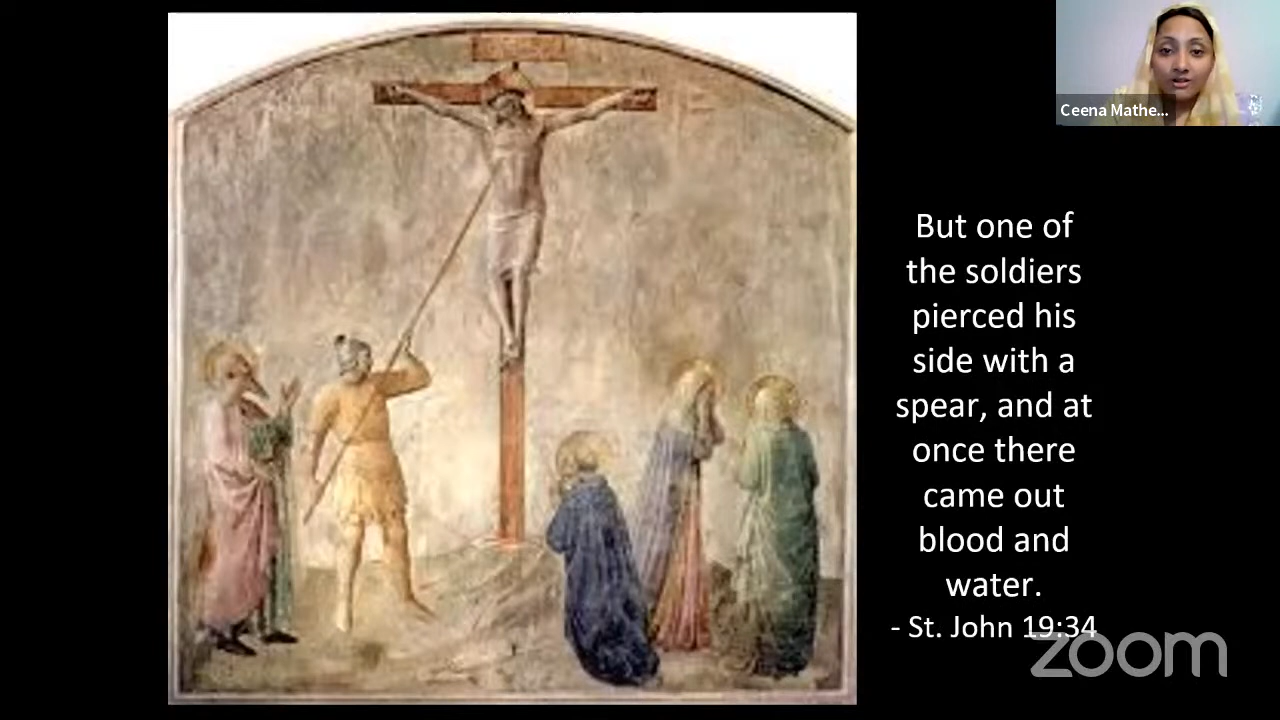 Ceena Mathe...
But one of
the soldiers
pierced his
side with a
spear, and at
once there
came out
blood and
water.
- St. John 19:34
zoom